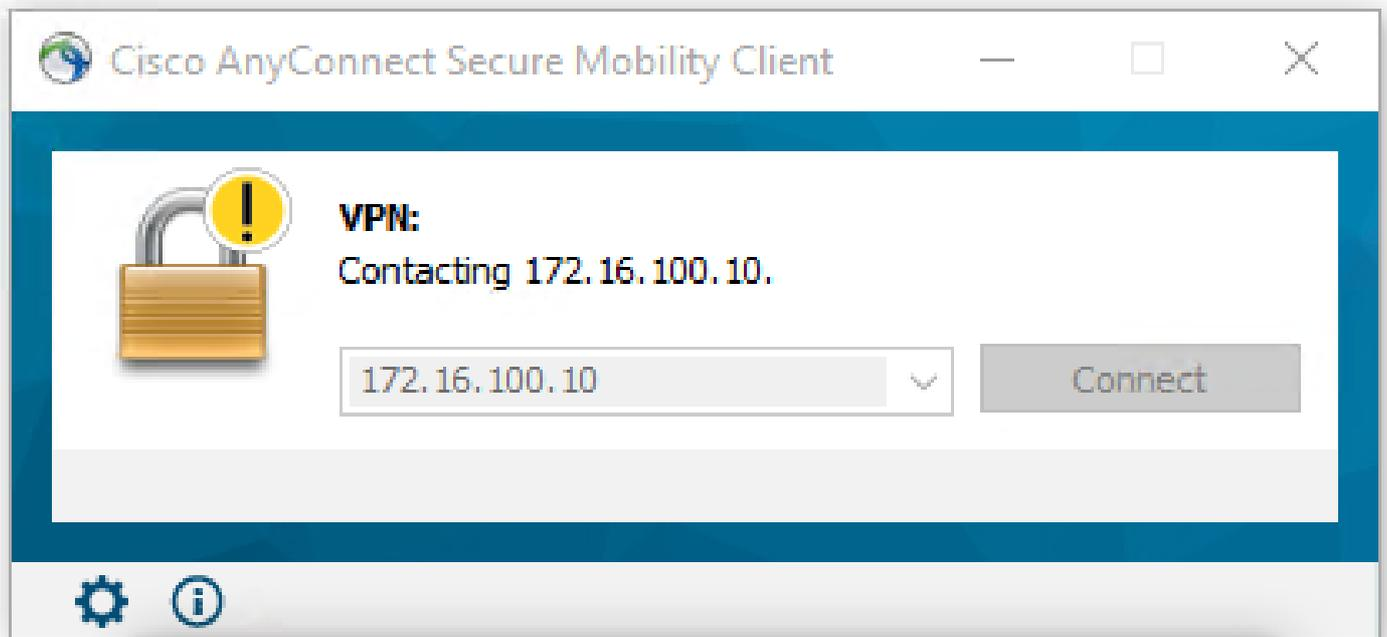 Cisco AnyConnect Secure Mobility Client
VPN:
Contacting 172.16.100.10.
172.16.100.10
Connect